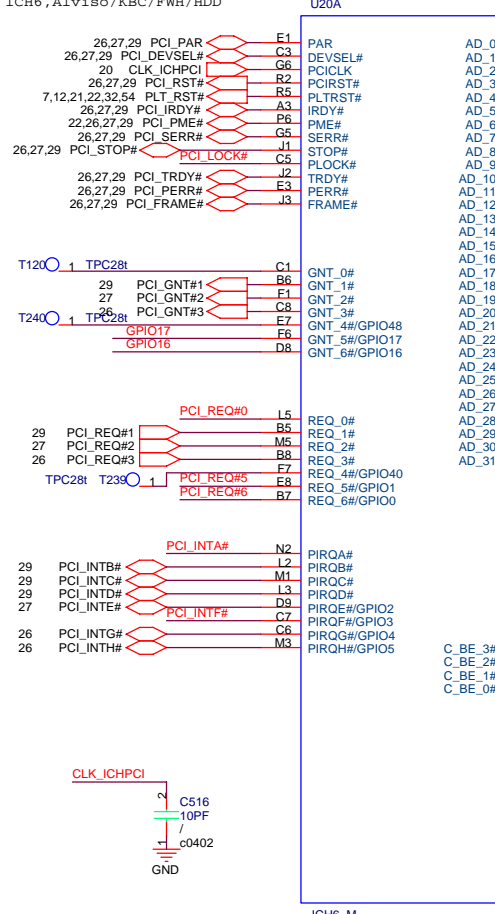 ICH6,Alviso/KBC/FWH/HDD
U20A
26,27,29 PCI_PAR E1 PAR AD_0
26,27,29 PCI_DEVSEL# C3 DEVSEL# AD_1
20 CLK_ICHPCI G6 PCICLK AD_2
26,27,29 PCI_RST# R2 PCIRST# AD_3
7,12,21,22,32,54 PLT_RST# R5 PLTRST# AD_4
26,27,29 PCI_IRDY# A3 IRDY# AD_5
22,26,27,29 PCI_PME# P6 PME# AD_6
26,27,29 PCI_SERR# G5 SERR# AD_7
26,27,29 PCI_STOP# J1 STOP# AD_8
PCI_LOCK# C5 PLOCK# AD_9
26,27,29 PCI_TRDY# J2 TRDY# AD_10
26,27,29 PCI_PERR# E3 PERR# AD_11
26,27,29 PCI_FRAME# J3 FRAME# AD_12
AD_13
AD_14
AD_15
AD_16
T120 1 TPC28t C1 GNT_0# AD_17
29 PCI_GNT#1 B6 GNT_1# AD_18
27 PCI_GNT#2 F1 GNT_2# AD_19
26 PCI_GNT#3 C8 GNT_3# AD_20
T240 1 TPC28t E7 GNT_4#/GPIO48 AD_21
GPIO17 F6 GNT_5#/GPIO17 AD_22
GPIO16 D8 GNT_6#/GPIO16 AD_23
AD_24
AD_25
AD_26
AD_27
PCI_REQ#0 L5 REQ_0# AD_28
29 PCI_REQ#1 B5 REQ_1# AD_29
27 PCI_REQ#2 M5 REQ_2# AD_30
26 PCI_REQ#3 B8 REQ_3# AD_31
TPC28t T239 1 F7 REQ_4#/GPIO40
PCI_REQ#5 E8 REQ_5#/GPIO1
PCI_REQ#6 B7 REQ_6#/GPIO0
PCI_INTA# N2 PIRQA#
29 PCI_INTB# L2 PIRQB#
29 PCI_INTC# M1 PIRQC#
29 PCI_INTD# L3 PIRQD#
27 PCI_INTE# D9 PIRQE#/GPIO2
PCI_INTF# C7 PIRQF#/GPIO3
26 PCI_INTG# C6 PIRQG#/GPIO4
26 PCI_INTH# M3 PIRQH#/GPIO5 C_BE_3#
C_BE_2#
C_BE_1#
C_BE_0#
CLK_ICHPCI
2
C516
10PF
/
1 c0402
GND
ICH6_M